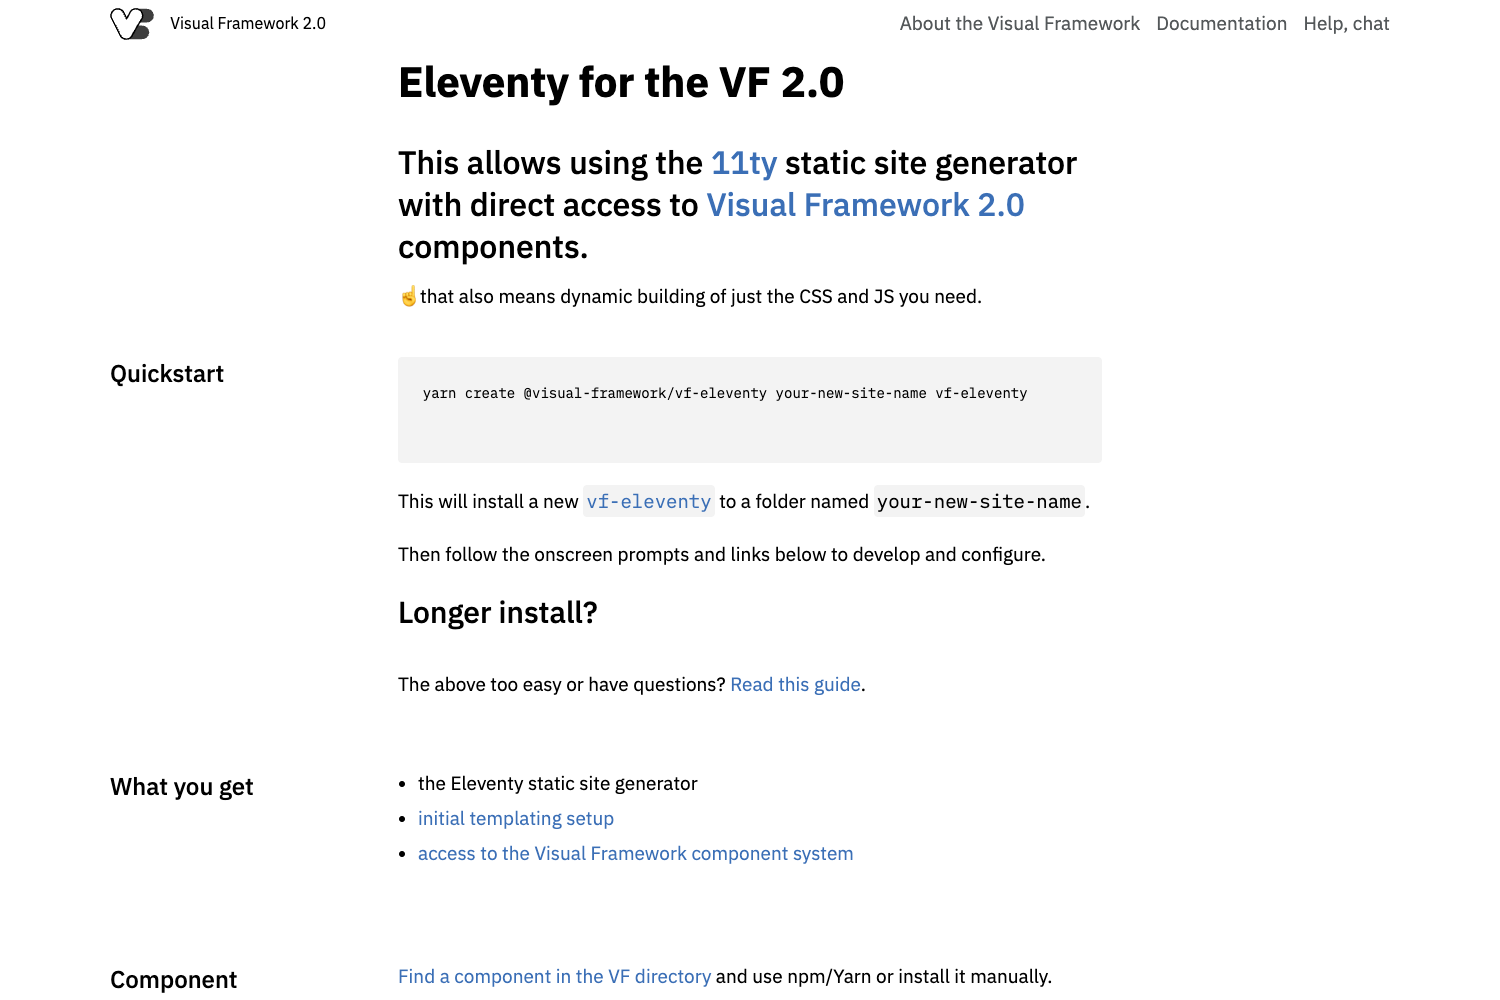 Visual Framework 2.0
About the Visual Framework Documentation Help, chat
Eleventy for the VF 2.0
This allows using the 11ty static site generator
with direct access to Visual Framework 2.0
components.
☝️that also means dynamic building of just the CSS and JS you need.
Quickstart
yarn create @visual-framework/vf-eleventy your-new-site-name vf-eleventy
This will install a new vf-eleventy to a folder named your-new-site-name.
Then follow the onscreen prompts and links below to develop and configure.
Longer install?
The above too easy or have questions? Read this guide.
What you get
• the Eleventy static site generator
• initial templating setup
• access to the Visual Framework component system
Component
Find a component in the VF directory and use npm/Yarn or install it manually.